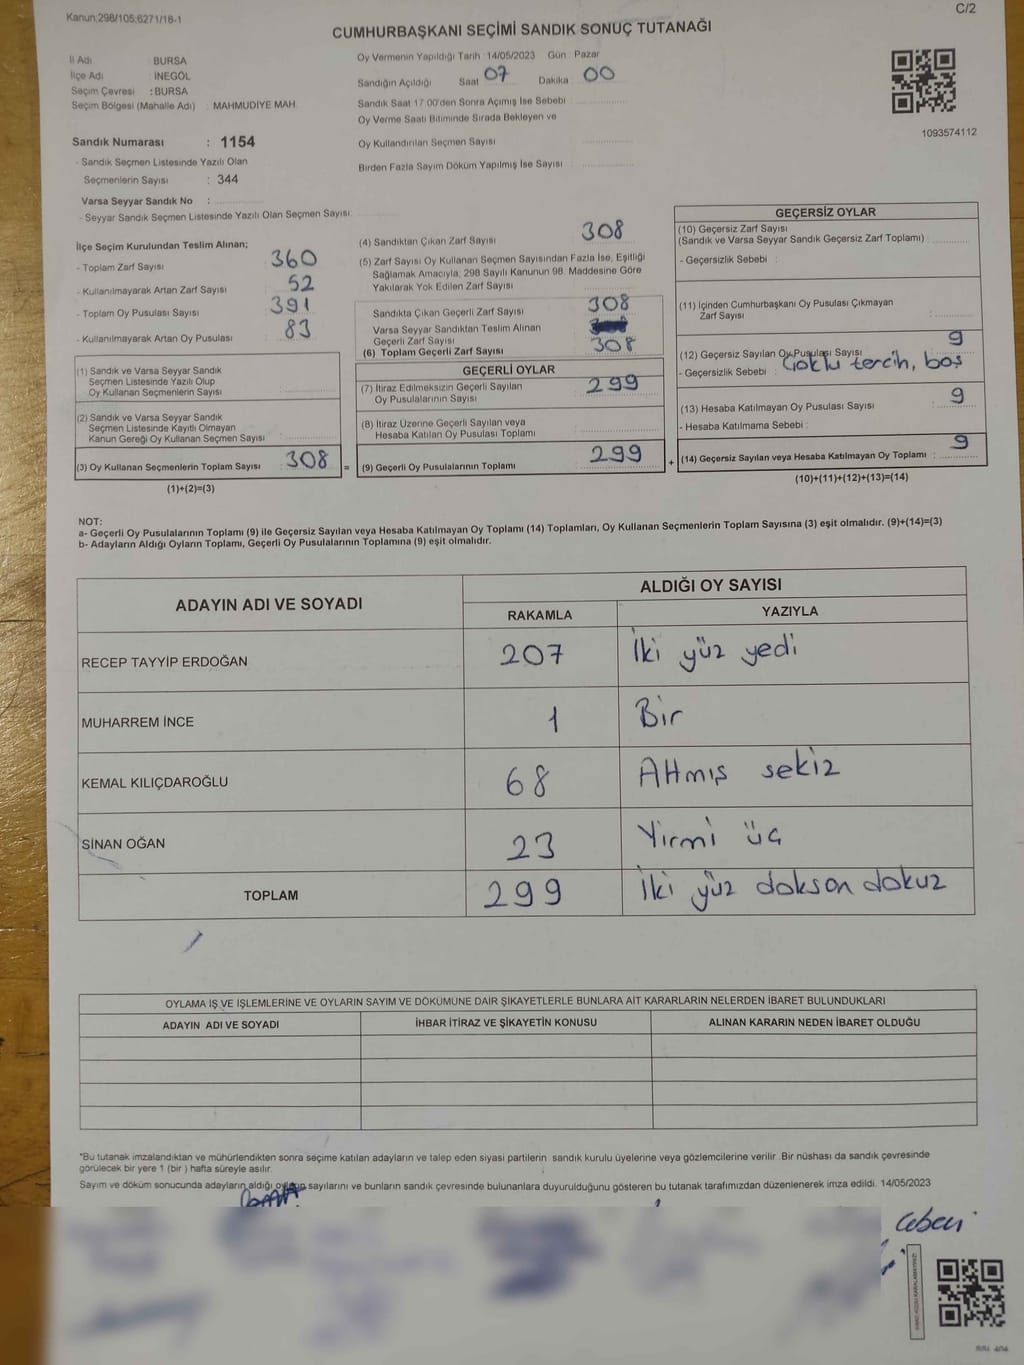 Kanun:298/105;6271/18-1
C/2
CUMHURBAŞKANI SEÇİMİ SANDIK SONUÇ TUTANAĞI
İl Adı : BURSA
İlçe Adı : İNEGÖL
Seçim Çevresi : BURSA
Seçim Bölgesi (Mahalle Adı) : MAHMUDİYE MAH.
Oy Vermenin Yapıldığı Tarih : 14/05/2023 Gün : Pazar
Sandığın Açıldığı Saat 07 Dakika 00
Sandık Saat 17.00'den Sonra Açımış İse Sebebi
Oy Verme Saati Bitiminde Sırada Bekleyen ve
Oy Kullandırılan Seçmen Sayısı
Birden Fazla Sayım Döküm Yapılmış İse Sayısı
1093574112
Sandık Numarası : 1154
- Sandık Seçmen Listesinde Yazılı Olan
Seçmenlerin Sayısı : 344
Varsa Seyyar Sandık No :
- Seyyar Sandık Seçmen Listesinde Yazılı Olan Seçmen Sayısı:
İlçe Seçim Kurulundan Teslim Alınan;
- Toplam Zarf Sayısı 360
- Kullanılmayarak Artan Zarf Sayısı 52
- Toplam Oy Pusulası Sayısı 391
- Kullanılmayarak Artan Oy Pusulası : 83
(1) Sandık ve Varsa Seyyar Sandık
Seçmen Listesinde Yazılı Olup
Oy Kullanan Seçmenlerin Sayısı :
(2) Sandık ve Varsa Seyyar Sandık
Seçmen Listesinde Kayıtlı Olmayan
Kanun Gereği Oy Kullanan Seçmen Sayısı :
(3) Oy Kullanan Seçmenlerin Toplam Sayısı : 308 =
(1)+(2)=(3)
(4) Sandıktan Çıkan Zarf Sayısı 308
(5) Zarf Sayısı Oy Kullanan Seçmen Sayısından Fazla İse, Eşitliği
Sağlamak Amacıyla, 298 Sayılı Kanunun 98. Maddesine Göre
Yakılarak Yok Edilen Zarf Sayısı
Sandıkta Çıkan Geçerli Zarf Sayısı 308
Varsa Seyyar Sandıktan Teslim Alınan
Geçerli Zarf Sayısı
(6) Toplam Geçerli Zarf Sayısı 308
GEÇERLİ OYLAR
(7) İtiraz Edilmeksizin Geçerli Sayılan
Oy Pusulalarının Sayısı 299
(8) İtiraz Üzerine Geçerli Sayılan veya
Hesaba Katılan Oy Pusulası Toplamı
(9) Geçerli Oy Pusulalarının Toplamı 299 +
GEÇERSİZ OYLAR
(10) Geçersiz Zarf Sayısı
(Sandık ve Varsa Seyyar Sandık Geçersiz Zarf Toplamı) :
- Geçersizlik Sebebi :
(11) İçinden Cumhurbaşkanı Oy Pusulası Çıkmayan
Zarf Sayısı :
(12) Geçersiz Sayılan Oy Pusulası Sayısı 9
- Geçersizlik Sebebi : Çoklu tercih, boş
(13) Hesaba Katılmayan Oy Pusulası Sayısı 9
- Hesaba Katılmama Sebebi :
(14) Geçersiz Sayılan veya Hesaba Katılmayan Oy Toplamı : 9
(10)+(11)+(12)+(13)=(14)
NOT:
a- Geçerli Oy Pusulalarının Toplamı (9) ile Geçersiz Sayılan veya Hesaba Katılmayan Oy Toplamı (14) Toplamları, Oy Kullanan Seçmenlerin Toplam Sayısına (3) eşit olmalıdır. (9)+(14)=(3)
b- Adayların Aldığı Oyların Toplamı, Geçerli Oy Pusulalarının Toplamına (9) eşit olmalıdır.
ADAYIN ADI VE SOYADI
ALDIĞI OY SAYISI
RAKAMLA YAZIYLA
RECEP TAYYİP ERDOĞAN 207 İki yüz yedi
MUHARREM İNCE 1 Bir
KEMAL KILIÇDAROĞLU 68 Altmış sekiz
SİNAN OĞAN 23 Yirmi üç
TOPLAM 299 İki yüz dokson dokuz
OYLAMA İŞ VE İŞLEMLERİNE VE OYLARIN SAYIM VE DÖKÜMÜNE DAİR ŞİKAYETLERLE BUNLARA AİT KARARLARIN NELERDEN İBARET BULUNDUKLARI
ADAYIN ADI VE SOYADI İHBAR İTİRAZ VE ŞİKAYETİN KONUSU ALINAN KARARIN NEDEN İBARET OLDUĞU
*Bu tutanak imzalandıktan ve mühürlendikten sonra seçime katılan adayların ve talep eden siyasi partilerin sandık kurulu üyelerine veya gözlemcilerine verilir. Bir nüshası da sandık çevresinde
görülecek bir yere 1 (bir ) hafta süreyle asılır.
Sayım ve döküm sonucunda adayların aldığı oyların sayılarını ve bunların sandık çevresinde bulunanlara duyurulduğunu gösteren bu tutanak tarafımızdan düzenlenerek imza edildi. 14/05/2023